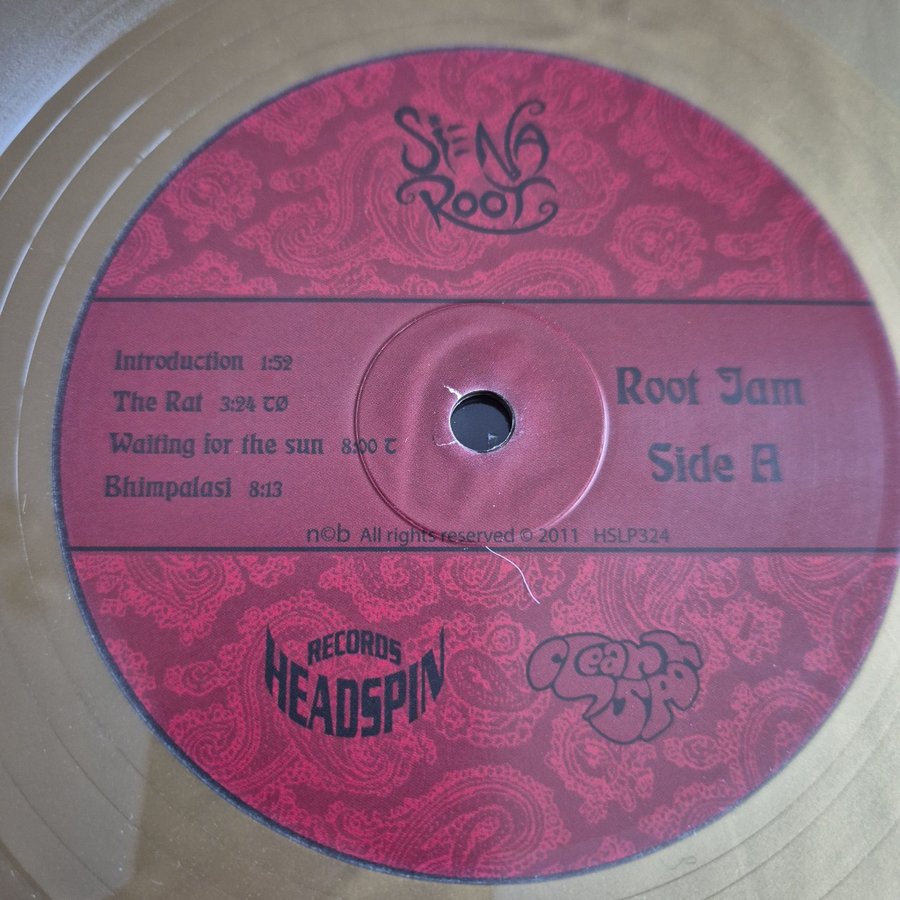 SiENA
ROOT
Introduction 1:52
The Rat 3:24 TØ
Waiting for the sun 8:00 T
Bhimpalasi 8:13
Root Jam
Side A
n©b All rights reserved © 2011 HSLP324
RECORDS
HEADSPIN